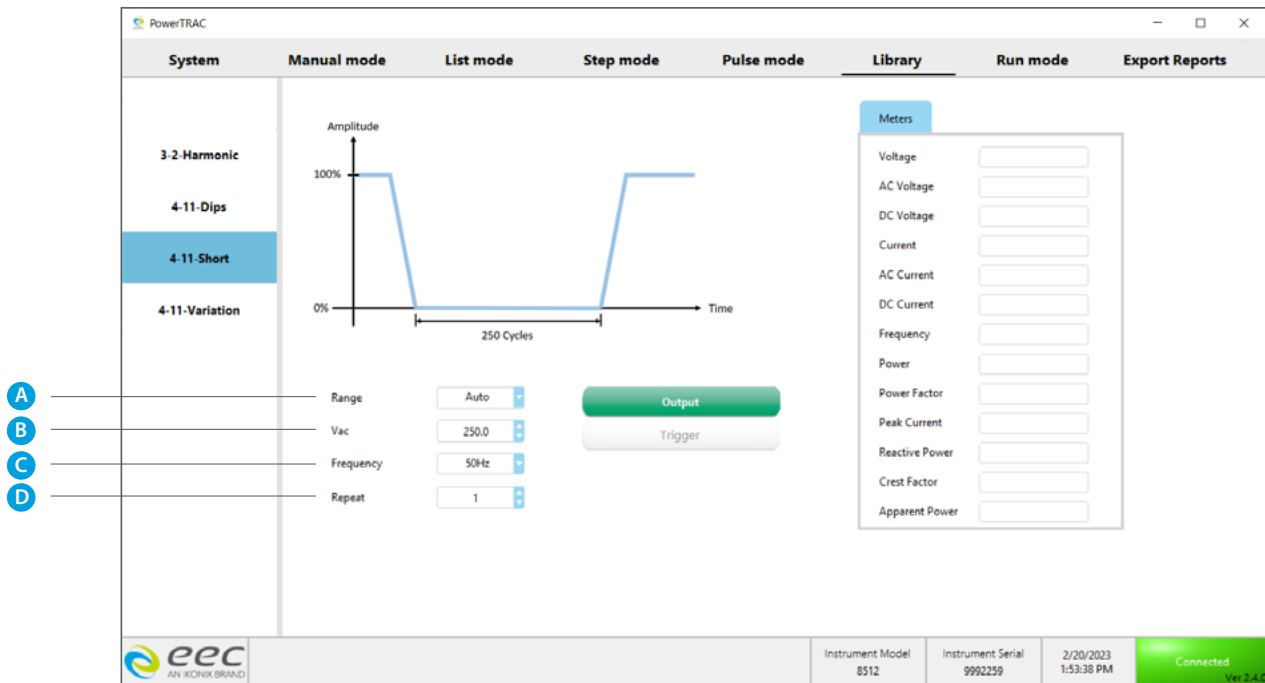 PowerTRAC
System Manual mode List mode Step mode Pulse mode Library Run mode Export Reports
3-2-Harmonic
4-11-Dips
4-11-Short
4-11-Variation
Amplitude
100%
0%
Time
250 Cycles
A Range Auto
B Vac 250.0
C Frequency 50Hz
D Repeat 1
Output
Trigger
Meters
Voltage
AC Voltage
DC Voltage
Current
AC Current
DC Current
Frequency
Power
Power Factor
Peak Current
Reactive Power
Crest Factor
Apparent Power
eec
AN IKONIX BRAND
Instrument Model
8512
Instrument Serial
9992259
2/20/2023
1:53:38 PM
Connected
Ver 2.4.0